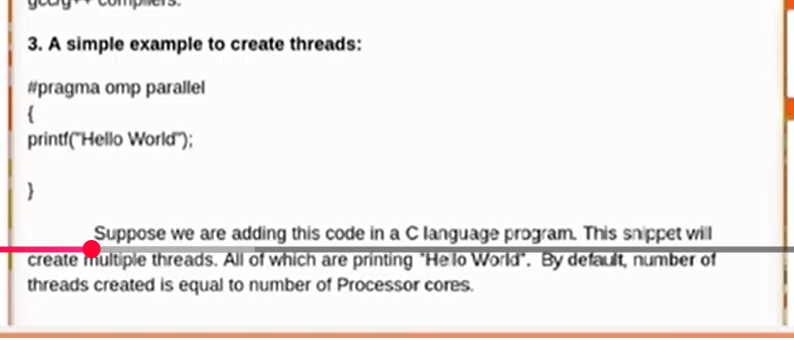 3. A simple example to create threads:
#pragma omp parallel
{
printf("Hello World");
}
Suppose we are adding this code in a C language program. This snippet will
create multiple threads. All of which are printing "Hello World". By default, number of
threads created is equal to number of Processor cores.